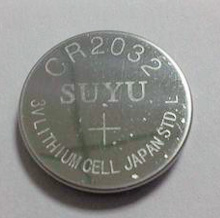 CR2032
SUYU
+
3V LITHIUM CELL JAPAN STD. L